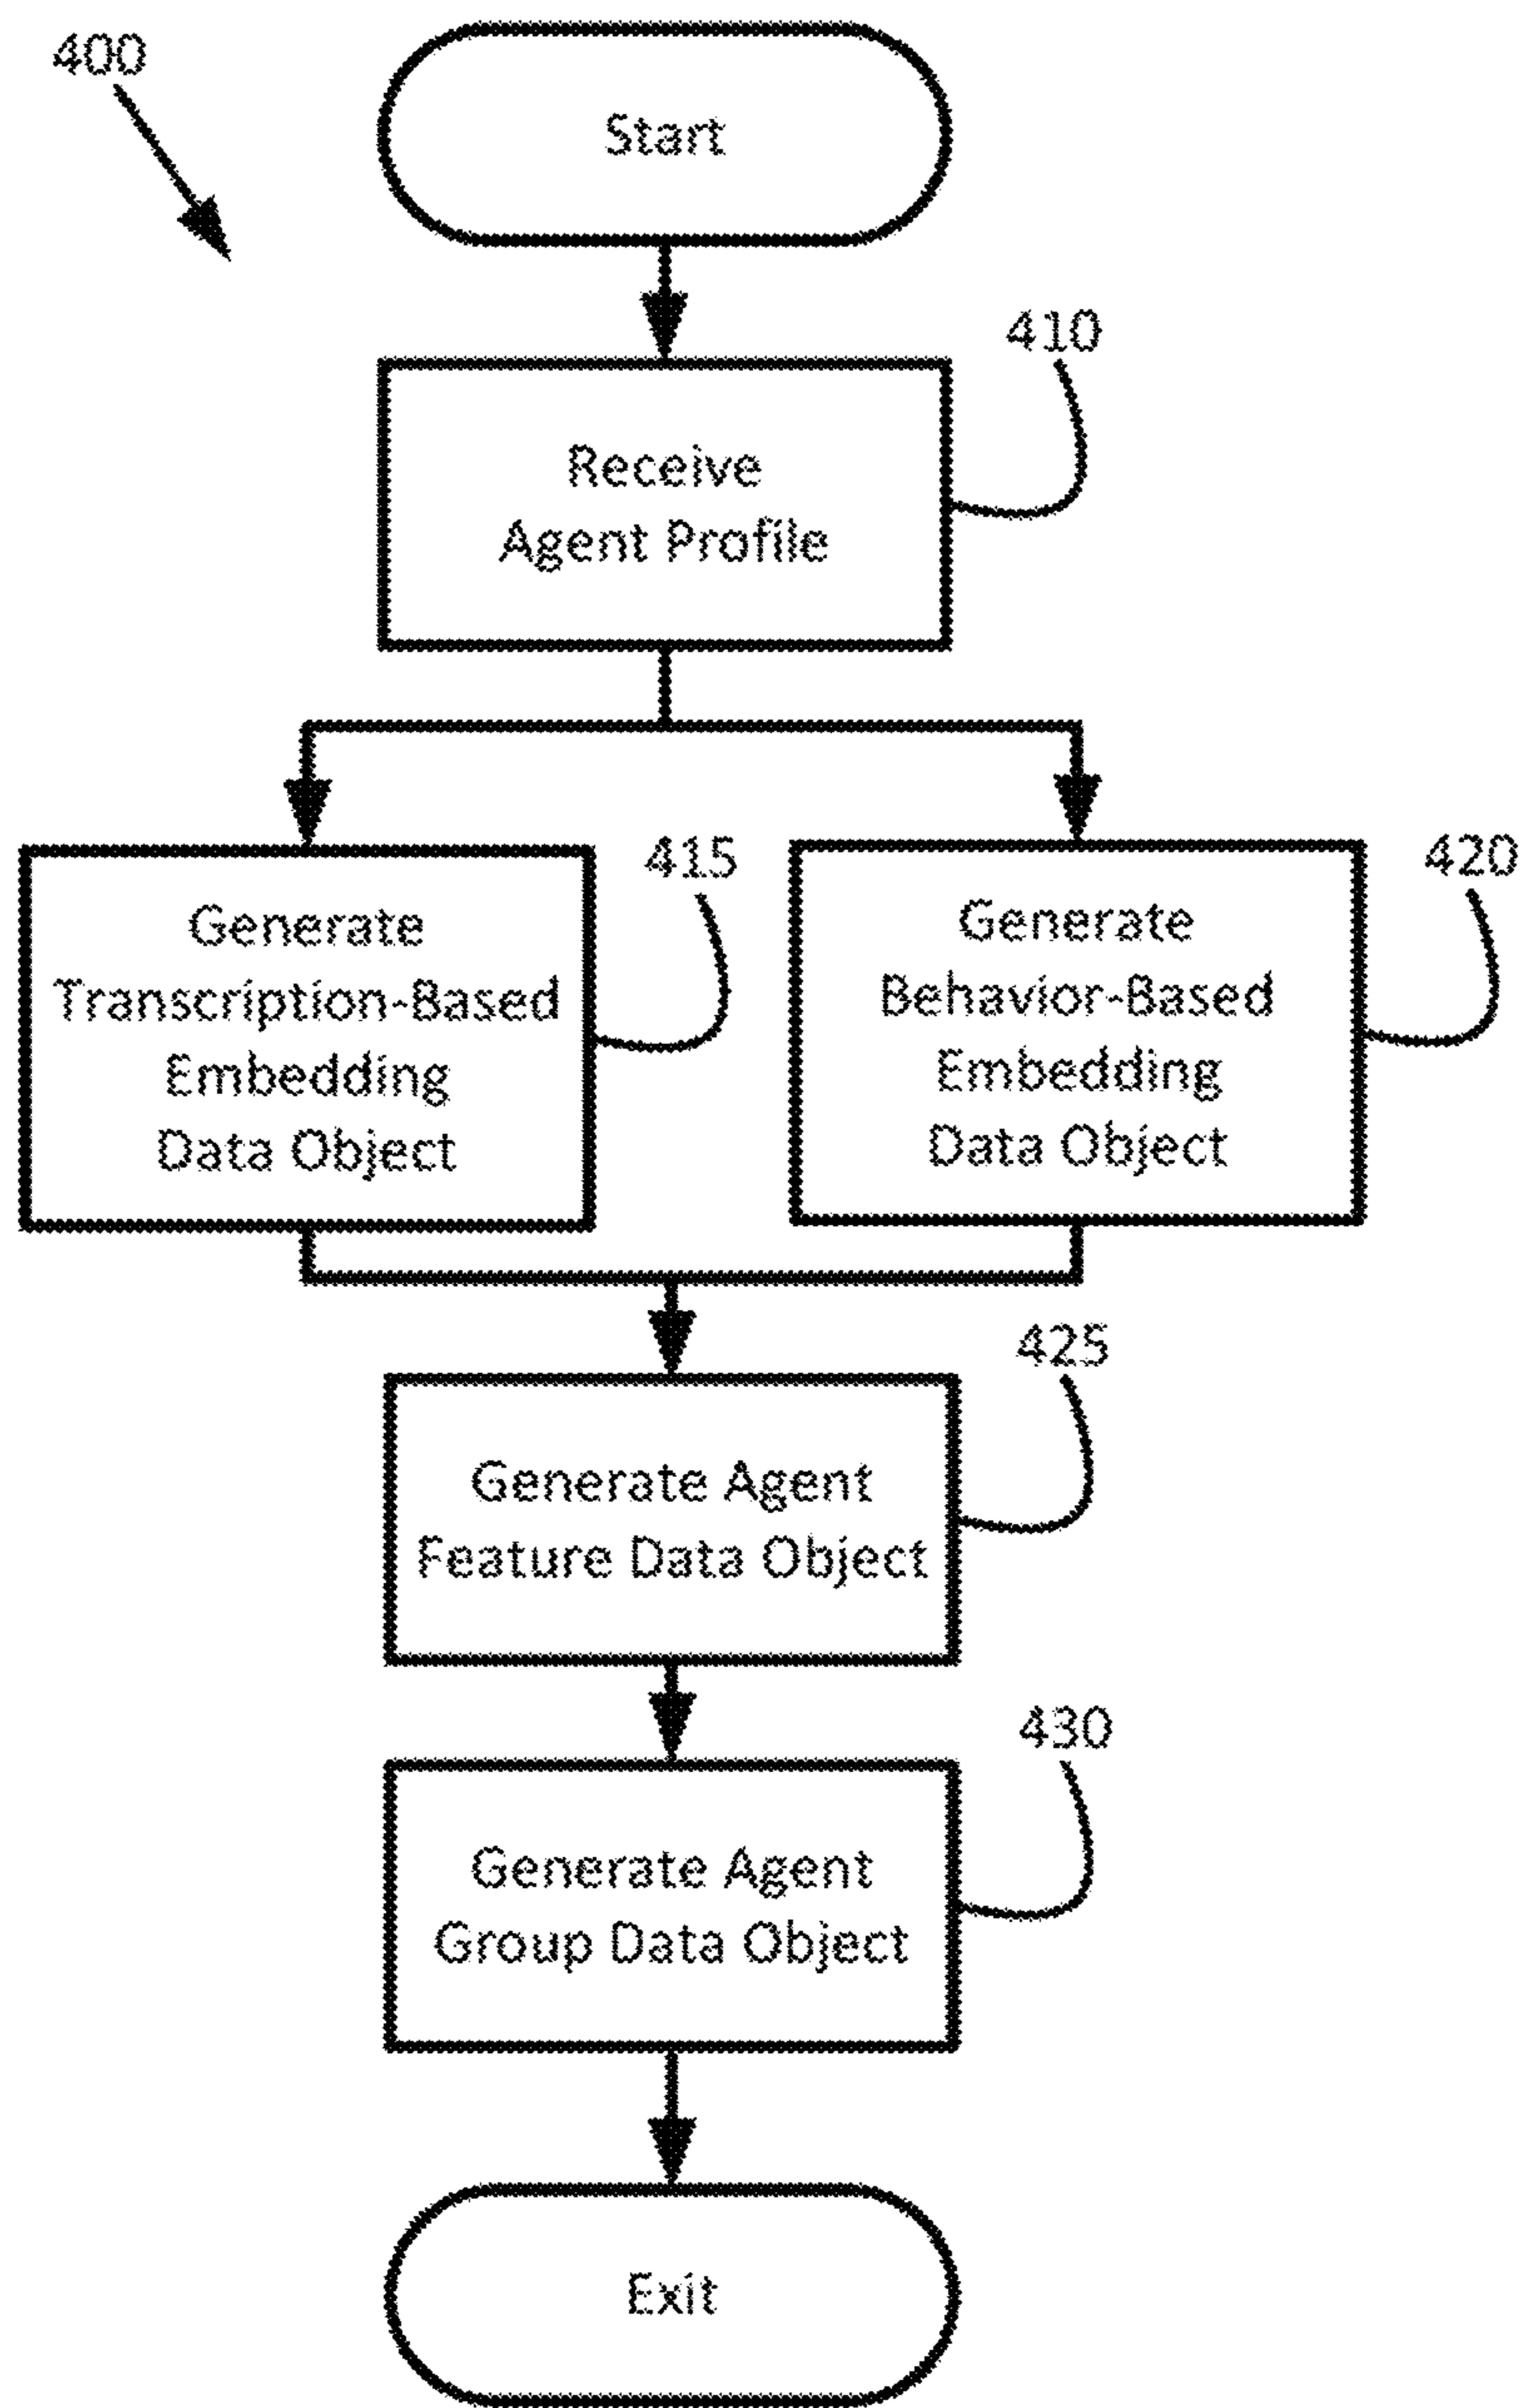 400
Start
410
Receive
Agent Profile
415
Generate
Transcription-Based
Embedding
Data Object
420
Generate
Behavior-Based
Embedding
Data Object
425
Generate Agent
Feature Data Object
430
Generate Agent
Group Data Object
Exit